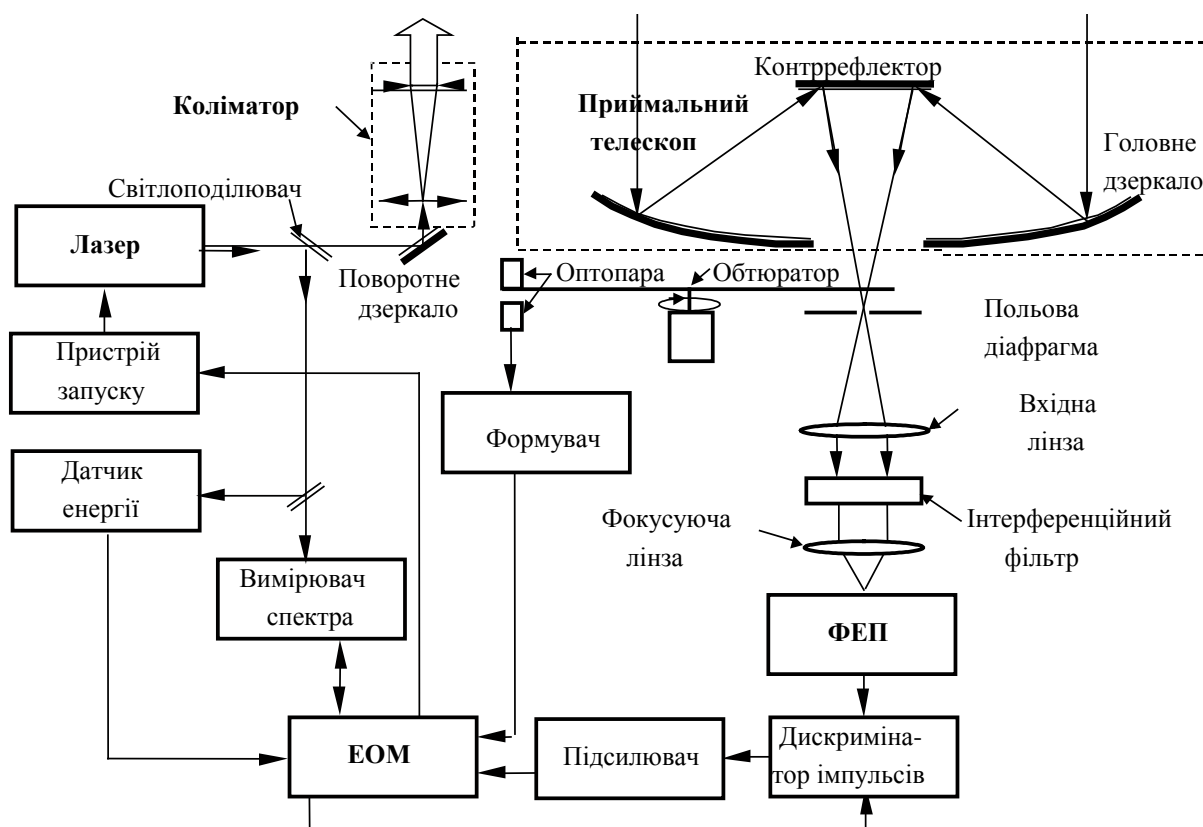 Контррефлектор
Коліматор
Приймальний
телескоп
Головне
дзеркало
Світлоподілювач
Лазер
Поворотне
дзеркало
Оптопара
Обтюратор
Польова
діафрагма
Пристрій
запуску
Формувач
Вхідна
лінза
Датчик
енергії
Фокусуюча
лінза
Інтерференційний
фільтр
Вимірювач
спектра
ФЕП
ЕОМ
Підсилювач
Дискриміна-
тор імпульсів